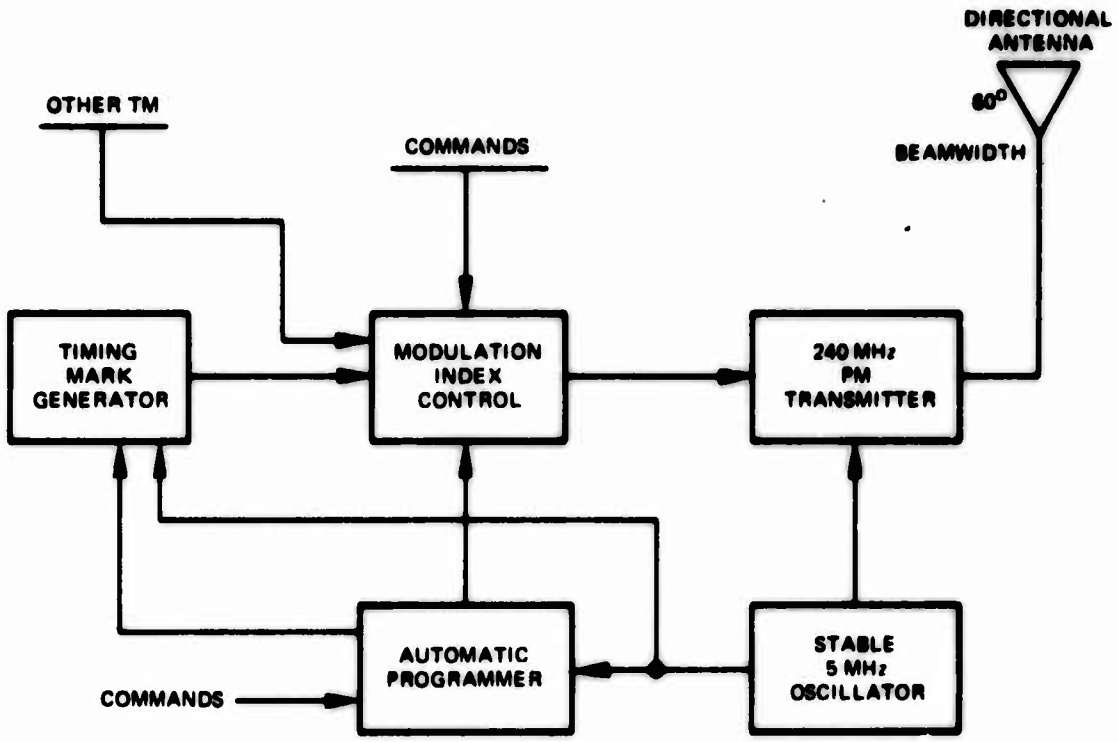 DIRECTIONAL
ANTENNA
60°
BEAMWIDTH
OTHER TM
COMMANDS
TIMING
MARK
GENERATOR
MODULATION
INDEX
CONTROL
240 MHz
PM
TRANSMITTER
AUTOMATIC
PROGRAMMER
STABLE
5 MHz
OSCILLATOR
COMMANDS